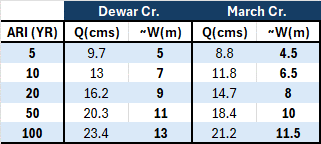 Dewar Cr. March Cr.
ARI (YR) Q(cms) ~W(m) Q(cms) ~W(m)
5 9.7 5 8.8 4.5
10 13 7 11.8 6.5
20 16.2 9 14.7 8
50 20.3 11 18.4 10
100 23.4 13 21.2 11.5